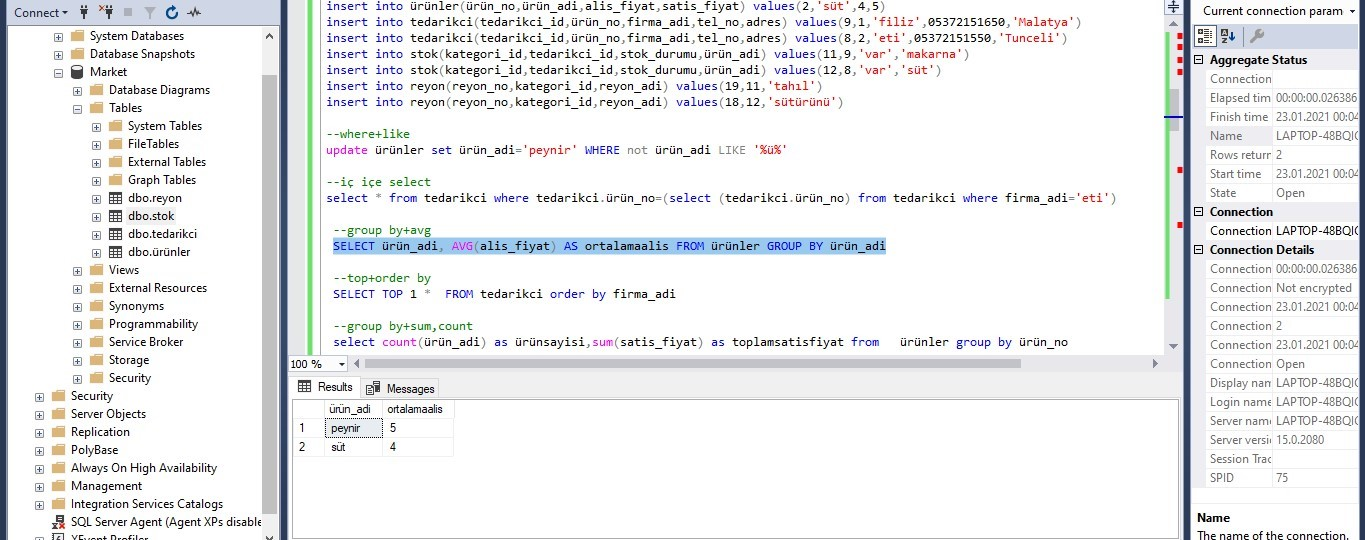 Connect
System Databases
Database Snapshots
Market
Database Diagrams
Tables
System Tables
FileTables
External Tables
Graph Tables
dbo.reyon
dbo.stok
dbo.tedarikci
dbo.ürünler
Views
External Resources
Synonyms
Programmability
Service Broker
Storage
Security
Security
Server Objects
Replication
PolyBase
Always On High Availability
Management
Integration Services Catalogs
SQL Server Agent (Agent XPs disable
XEvent Profiler
insert into ürünler(ürün_no,ürün_adi,alis_fiyat,satis_fiyat) values(2,'süt',4,5)
insert into tedarikci(tedarikci_id,ürün_no,firma_adi,tel_no,adres) values(9,1,'filiz',05372151650,'Malatya')
insert into tedarikci(tedarikci_id,ürün_no,firma_adi,tel_no,adres) values(8,2,'eti',05372151550,'Tunceli')
insert into stok(kategori_id,tedarikci_id,stok_durumu,ürün_adi) values(11,9,'var','makarna')
insert into stok(kategori_id,tedarikci_id,stok_durumu,ürün_adi) values(12,8,'var','süt')
insert into reyon(reyon_no,kategori_id,reyon_adi) values(19,11,'tahıl')
insert into reyon(reyon_no,kategori_id,reyon_adi) values(18,12,'sütürünü')
--where+like
update ürünler set ürün_adi='peynir' WHERE not ürün_adi LIKE '%ü%'
--iç içe select
select * from tedarikci where tedarikci.ürün_no=(select (tedarikci.ürün_no) from tedarikci where firma_adi='eti')
--group by+avg
SELECT ürün_adi, AVG(alis_fiyat) AS ortalamaalis FROM ürünler GROUP BY ürün_adi
--top+order by
SELECT TOP 1 *  FROM tedarikci order by firma_adi
--group by+sum,count
select count(ürün_adi) as ürünsayisi,sum(satis_fiyat) as toplamsatisfiyat from   ürünler group by ürün_no
100 %
Results Messages
ürün_adi ortalamaalis
1 peynir 5
2 süt 4
Current connection param
Aggregate Status
Connection
Elapsed tim 00:00:00.026386
Finish time 23.01.2021 00:04
Name LAPTOP-48BQIG
Rows return 2
Start time 23.01.2021 00:04
State Open
Connection
Connection LAPTOP-48BQIG
Connection Details
Connection 00:00:00.026386
Connection Not encrypted
Connection 23.01.2021 00:04
Connection 2
Connection 23.01.2021 00:04
Connection Open
Display nam LAPTOP-48BQIG
Login name LAPTOP-48BQIG
Server name LAPTOP-48BQIG
Server versi 15.0.2080
Session Trac
SPID 75
Name
The name of the connection.